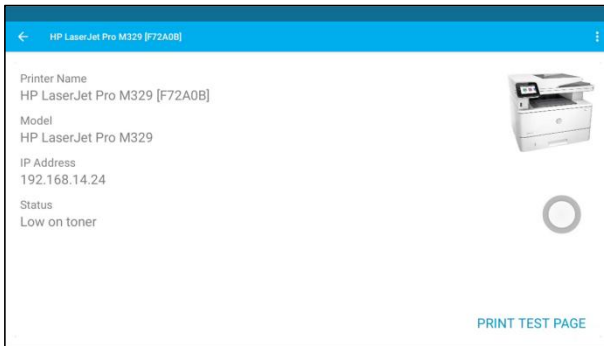 HP LaserJet Pro M329 [F72A0B]
Printer Name
HP LaserJet Pro M329 [F72A0B]
Model
HP LaserJet Pro M329
IP Address
192.168.14.24
Status
Low on toner
PRINT TEST PAGE